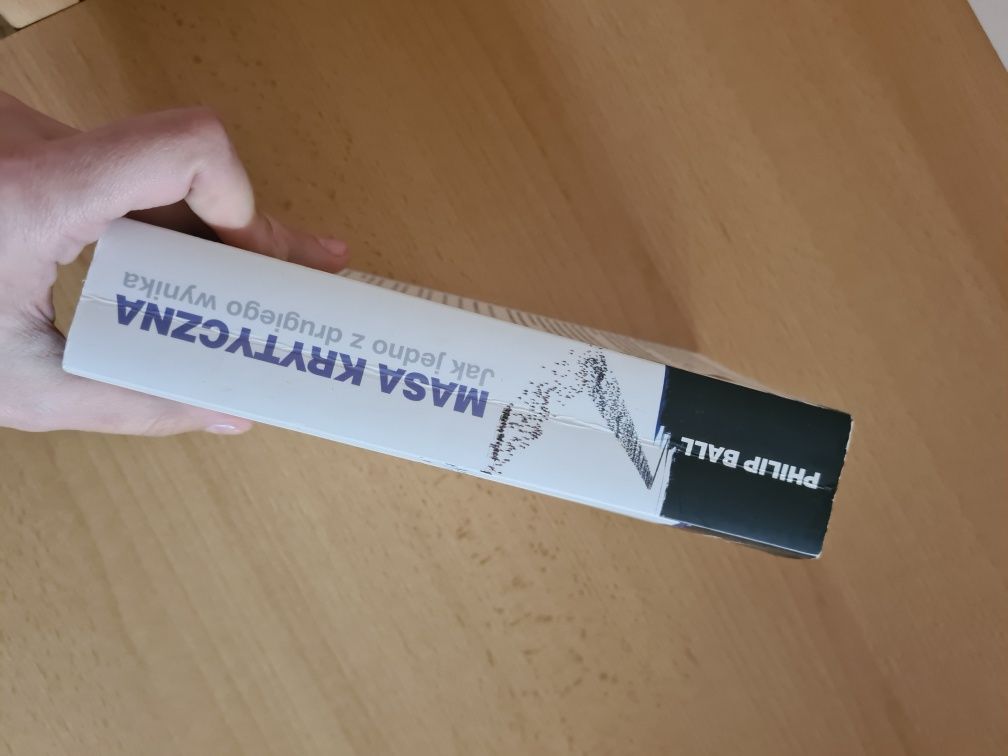 PHILIP BALL
MASA KRYTYCZNA
Jak jedno z drugiego wynika